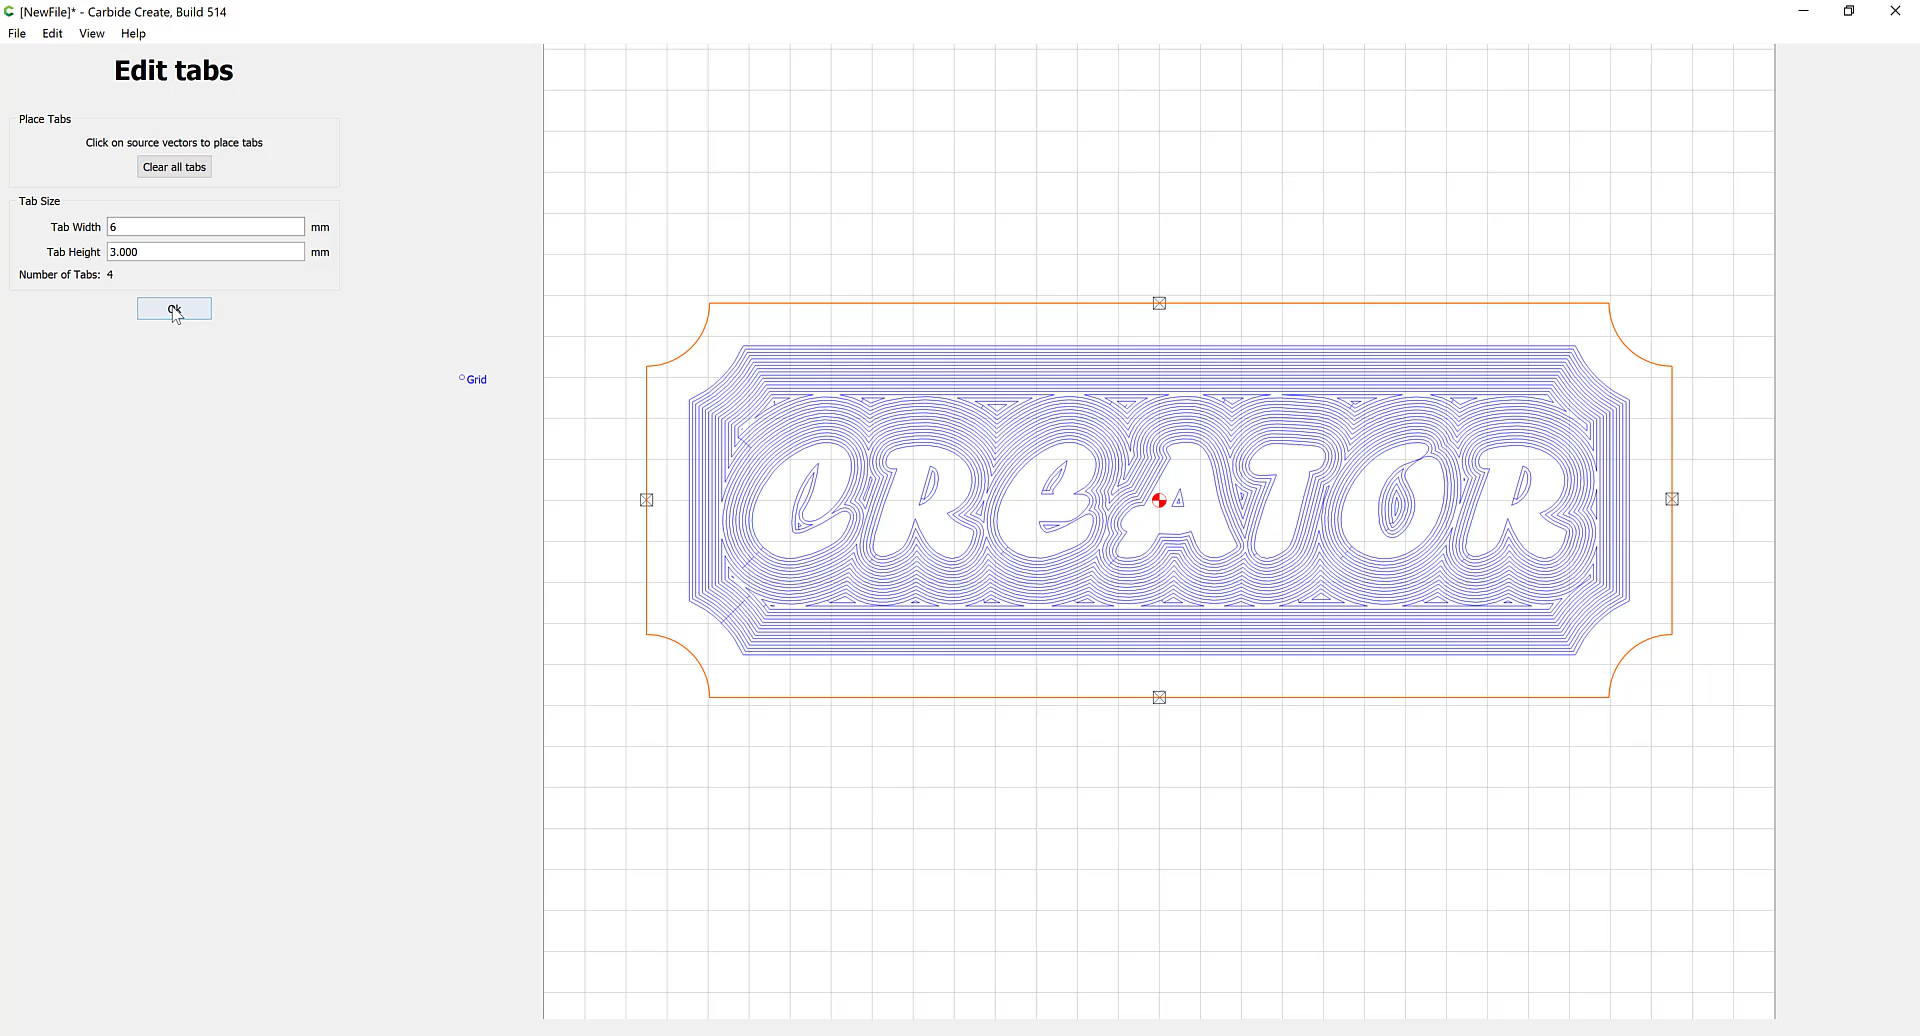 [NewFile]* - Carbide Create, Build 514
File Edit View Help
Edit tabs
Place Tabs
Click on source vectors to place tabs
Clear all tabs
Tab Size
Tab Width 6 mm
Tab Height 3.000 mm
Number of Tabs: 4
Ok
Grid
CREATOR